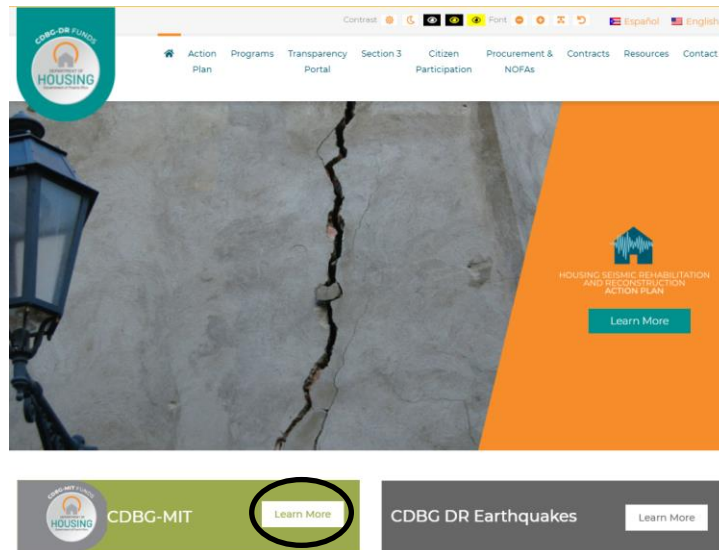 Contrast
Font
Español
English
CDBG-DR FUNDS
DEPARTMENT OF
HOUSING
Action
Plan
Programs
Transparency
Portal
Section 3
Citizen
Participation
Procurement &
NOFAs
Contracts
Resources
Contact
HOUSING SEISMIC REHABILITATION
AND RECONSTRUCTION
ACTION PLAN
Learn More
CDBG-MIT FUNDS
HOUSING
CDBG-MIT
Learn More
CDBG DR Earthquakes
Learn More